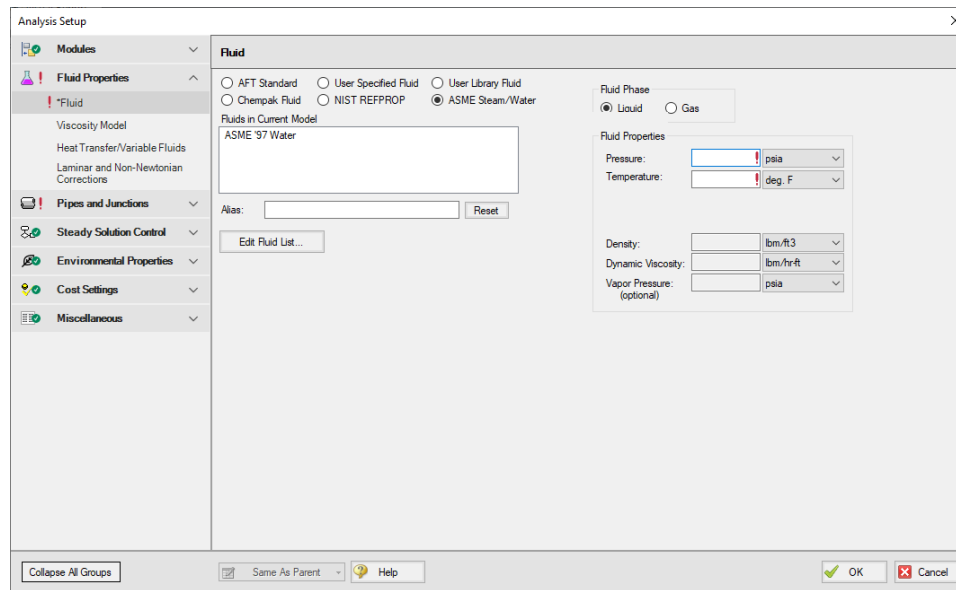 Analysis Setup
Modules
Fluid Properties
*Fluid
Viscosity Model
Heat Transfer/Variable Fluids
Laminar and Non-Newtonian
Corrections
Pipes and Junctions
Steady Solution Control
Environmental Properties
Cost Settings
Miscellaneous
Fluid
AFT Standard User Specified Fluid User Library Fluid
Chempak Fluid NIST REFPROP ASME Steam/Water
Fluids in Current Model
ASME '97 Water
Alias: Reset
Edit Fluid List...
Fluid Phase
Liquid Gas
Fluid Properties
Pressure: psia
Temperature: deg. F
Density: lbm/ft3
Dynamic Viscosity: lbm/hr-ft
Vapor Pressure: psia
(optional)
Collapse All Groups Same As Parent Help OK Cancel